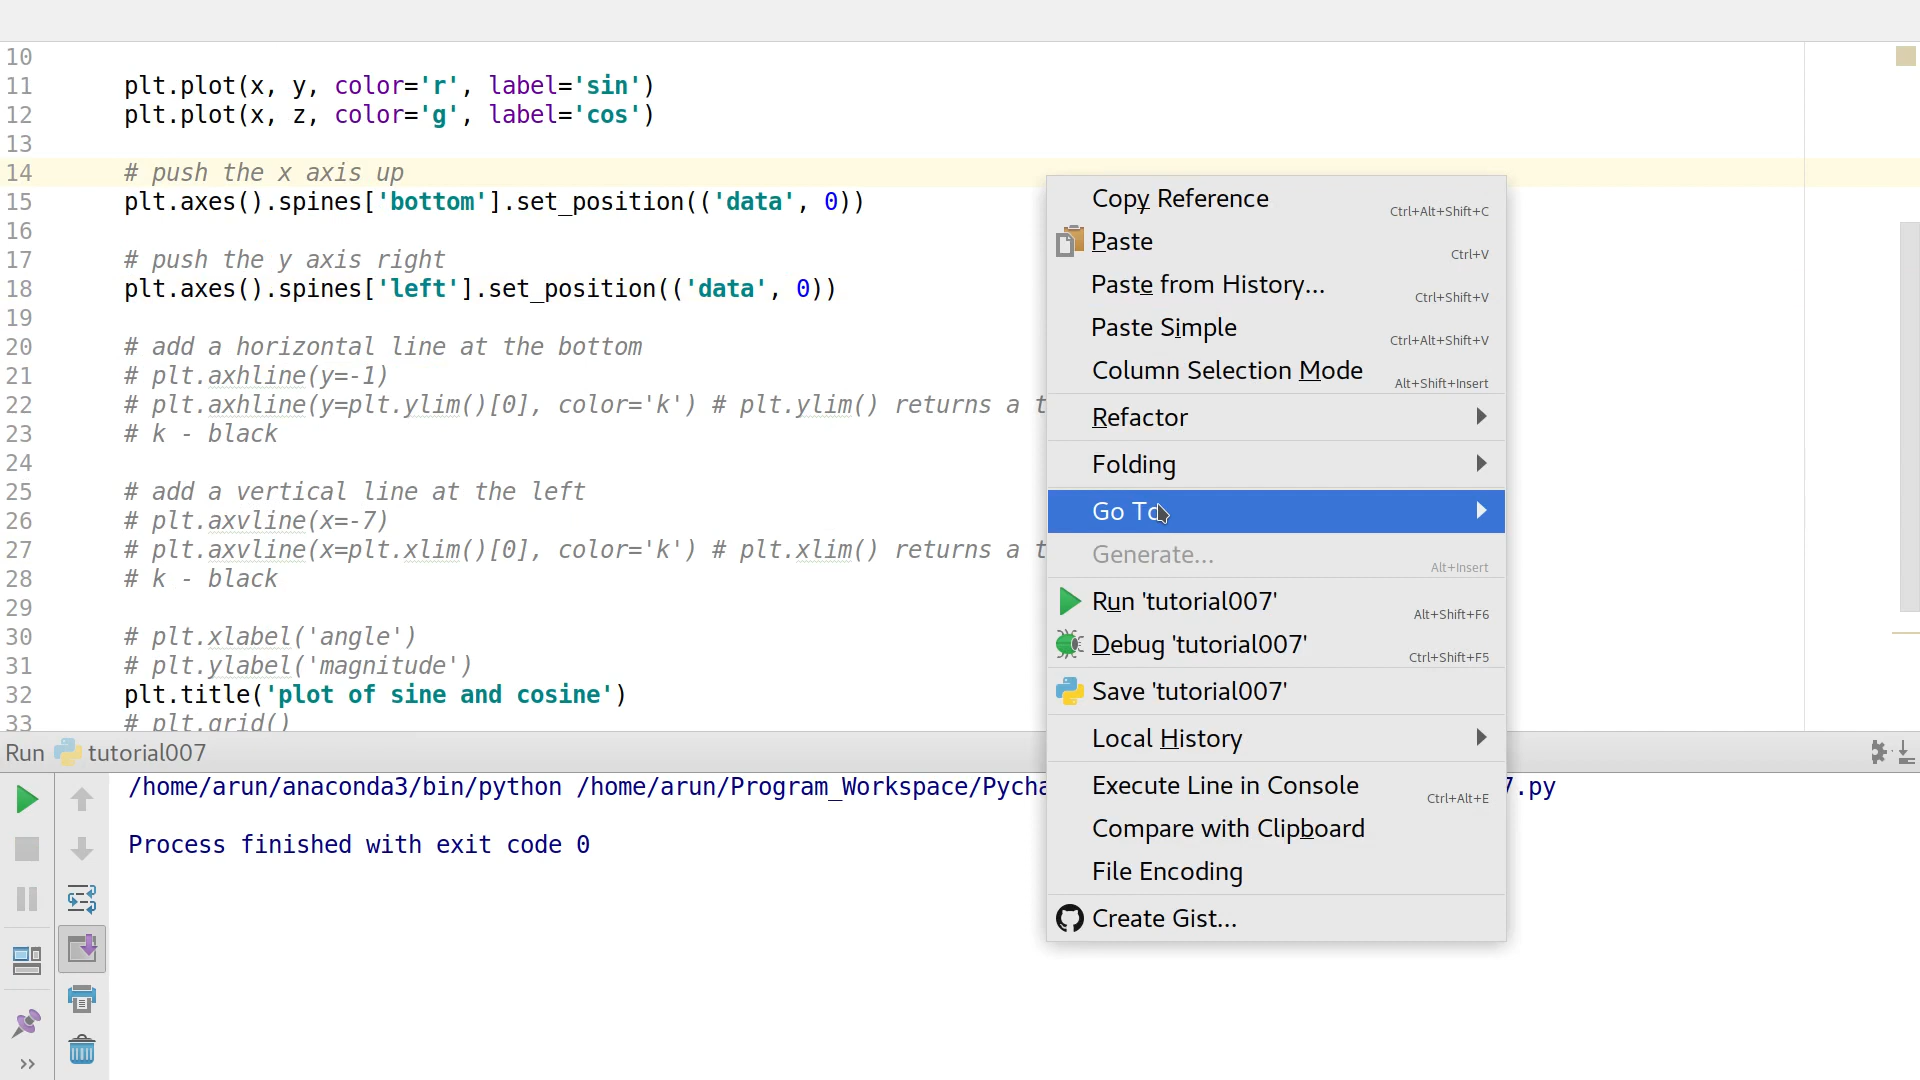 10
11 plt.plot(x, y, color='r', label='sin')
12 plt.plot(x, z, color='g', label='cos')
13
14 # push the x axis up
15 plt.axes().spines['bottom'].set_position(('data', 0))
16
17 # push the y axis right
18 plt.axes().spines['left'].set_position(('data', 0))
19
20 # add a horizontal line at the bottom
21 # plt.axhline(y=-1)
22 # plt.axhline(y=plt.ylim()[0], color='k') # plt.ylim() returns a t
23 # k - black
24
25 # add a vertical line at the left
26 # plt.axvline(x=-7)
27 # plt.axvline(x=plt.xlim()[0], color='k') # plt.xlim() returns a t
28 # k - black
29
30 # plt.xlabel('angle')
31 # plt.ylabel('magnitude')
32 plt.title('plot of sine and cosine')
33 # plt.grid()
Copy Reference Ctrl+Alt+Shift+C
Paste Ctrl+V
Paste from History... Ctrl+Shift+V
Paste Simple Ctrl+Alt+Shift+V
Column Selection Mode Alt+Shift+Insert
Refactor
Folding
Go To
Generate... Alt+Insert
Run 'tutorial007' Alt+Shift+F6
Debug 'tutorial007' Ctrl+Shift+F5
Save 'tutorial007'
Local History
Execute Line in Console Ctrl+Alt+E
Compare with Clipboard
File Encoding
Create Gist...
Run tutorial007
/home/arun/anaconda3/bin/python /home/arun/Program_Workspace/Pycha 7.py
Process finished with exit code 0